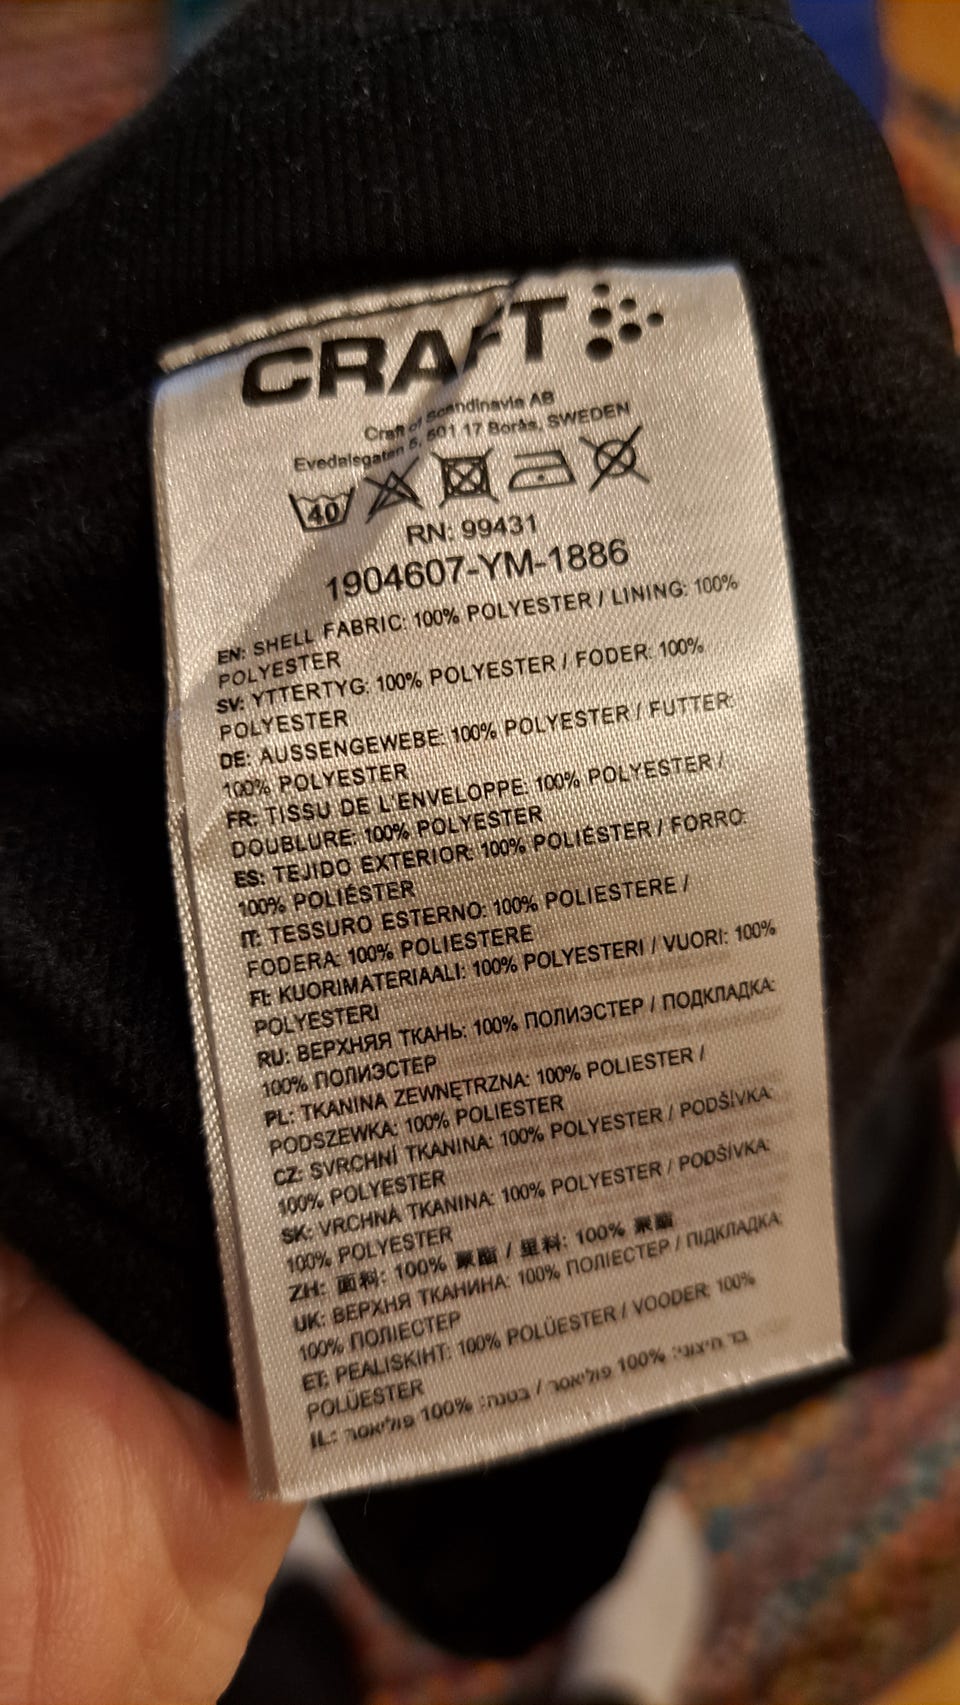 CRAFT
Craft of Scandinavia AB
Evedalsgatan 5, 501 17 Borås, SWEDEN
40
RN: 99431
1904607-YM-1886
EN: SHELL FABRIC: 100% POLYESTER / LINING: 100%
POLYESTER
SV: YTTERTYG: 100% POLYESTER / FODER: 100%
POLYESTER
DE: AUSSENGEWEBE: 100% POLYESTER / FUTTER:
100% POLYESTER
FR: TISSU DE L'ENVELOPPE: 100% POLYESTER /
DOUBLURE: 100% POLYESTER
ES: TEJIDO EXTERIOR: 100% POLIÉSTER / FORRO:
100% POLIÉSTER
IT: TESSURO ESTERNO: 100% POLIESTERE /
FODERA: 100% POLIESTERE
FI: KUORIMATERIAALI: 100% POLYESTERI / VUORI: 100%
POLYESTERI
RU: ВЕРХНЯЯ ТКАНЬ: 100% ПОЛИЭСТЕР / ПОДКЛАДКА:
100% ПОЛИЭСТЕР
PL: TKANINA ZEWNĘTRZNA: 100% POLIESTER /
PODSZEWKA: 100% POLIESTER
CZ: SVRCHNÍ TKANINA: 100% POLYESTER / PODŠÍVKA:
100% POLYESTER
SK: VRCHNA TKANINA: 100% POLYESTER / PODŠÍVKA:
100% POLYESTER
ZH: 面料: 100% 聚酯 / 里料: 100% 聚酯
UK: ВЕРХНЯ ТКАНИНА: 100% ПОЛІЕСТЕР / ПІДКЛАДКА:
100% ПОЛІЕСТЕР
ET: PEALISKIHT: 100% POLÜESTER / VOODER: 100%
POLÜESTER
IL: בד חיצוני: 100% פוליאסר / בטנה: 100% פוליאסר